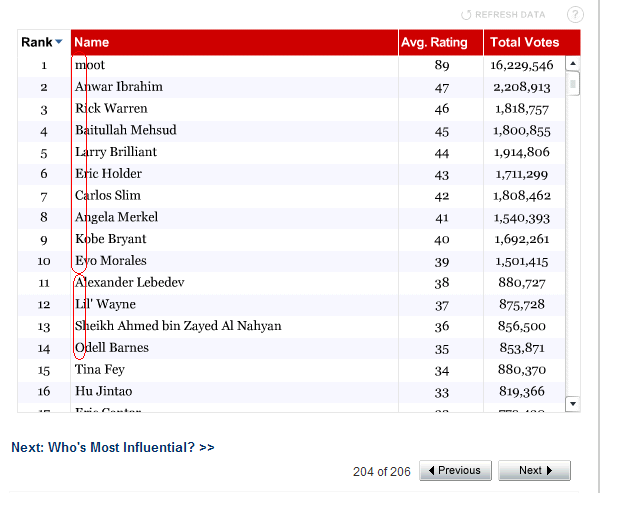 REFRESH DATA ?
Rank Name Avg. Rating Total Votes
1 moot 89 16,229,546
2 Anwar Ibrahim 47 2,208,913
3 Rick Warren 46 1,818,757
4 Baitullah Mehsud 45 1,800,855
5 Larry Brilliant 44 1,914,806
6 Eric Holder 43 1,711,299
7 Carlos Slim 42 1,808,462
8 Angela Merkel 41 1,540,393
9 Kobe Bryant 40 1,692,261
10 Evo Morales 39 1,501,415
11 Alexander Lebedev 38 880,727
12 Lil' Wayne 37 875,728
13 Sheikh Ahmed bin Zayed Al Nahyan 36 856,500
14 Odell Barnes 35 853,871
15 Tina Fey 34 880,370
16 Hu Jintao 33 819,366
Next: Who's Most Influential? >>
204 of 206 Previous Next